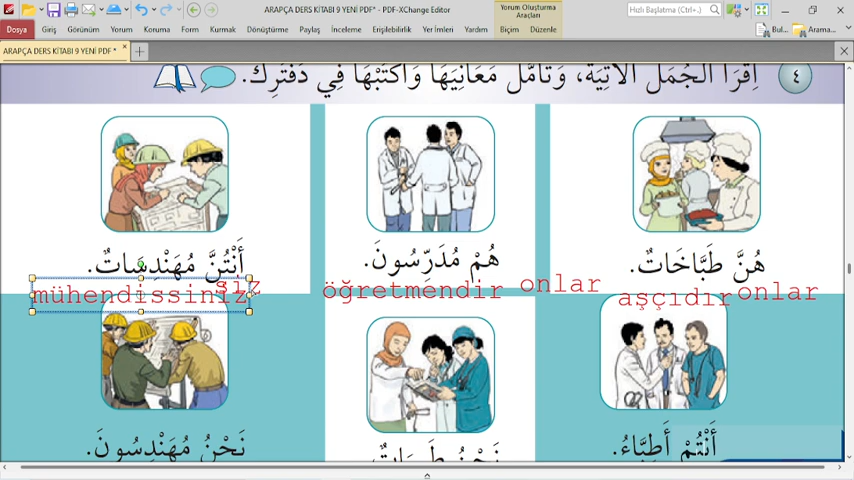 ARAPÇA DERS KİTABI 9 YENİ PDF* - PDF-XChange Editor
Yorum Oluşturma Araçları
Hızlı Başlatma (Ctrl+.)
Dosya Giriş Görünüm Yorum Koruma Form Kurmak Dönüştürme Paylaş İnceleme Erişilebilirlik Yer İmleri Yardım Biçim Düzenle
Bul... Arama...
ARAPÇA DERS KİTABI 9 YENİ PDF *
٤ اِقْرَأ الْجُمَلَ الْآتِيَةَ، وَتَأَمَّلْ مَعَانِيَهَا وَاكْتُبْهَا فِي دَفْتَرِكَ.
هُنَّ طَبَّاخَاتٌ.
هُمْ مُدَرِّسُونَ.
أَنْتُنَّ مُهَنْدِسَاتٌ.
aşçıdır onlar
öğretmendir onlar
mühendissiniz siz
أَنْتُمْ أَطِبَّاءُ.
نَحْنُ
نَحْنُ مُهَنْدِسُونَ.